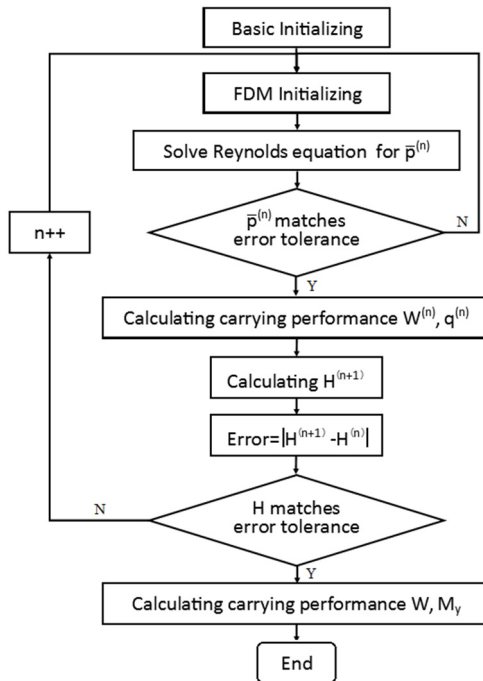 Basic Initializing
FDM Initializing
Solve Reynolds equation for p̅⁽ⁿ⁾
p̅⁽ⁿ⁾ matches
error tolerance
N
n++
Y
Calculating carrying performance W⁽ⁿ⁾, q⁽ⁿ⁾
Calculating H⁽ⁿ⁺¹⁾
Error=|H⁽ⁿ⁺¹⁾ -H⁽ⁿ⁾|
H matches
error tolerance
N
Y
Calculating carrying performance W, M_y
End